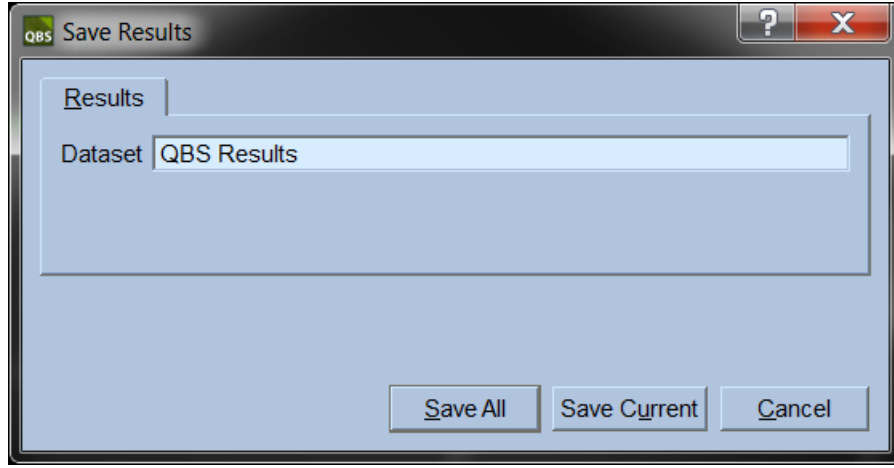 QBS Save Results
? X
Results
Dataset QBS Results
Save All Save Current Cancel